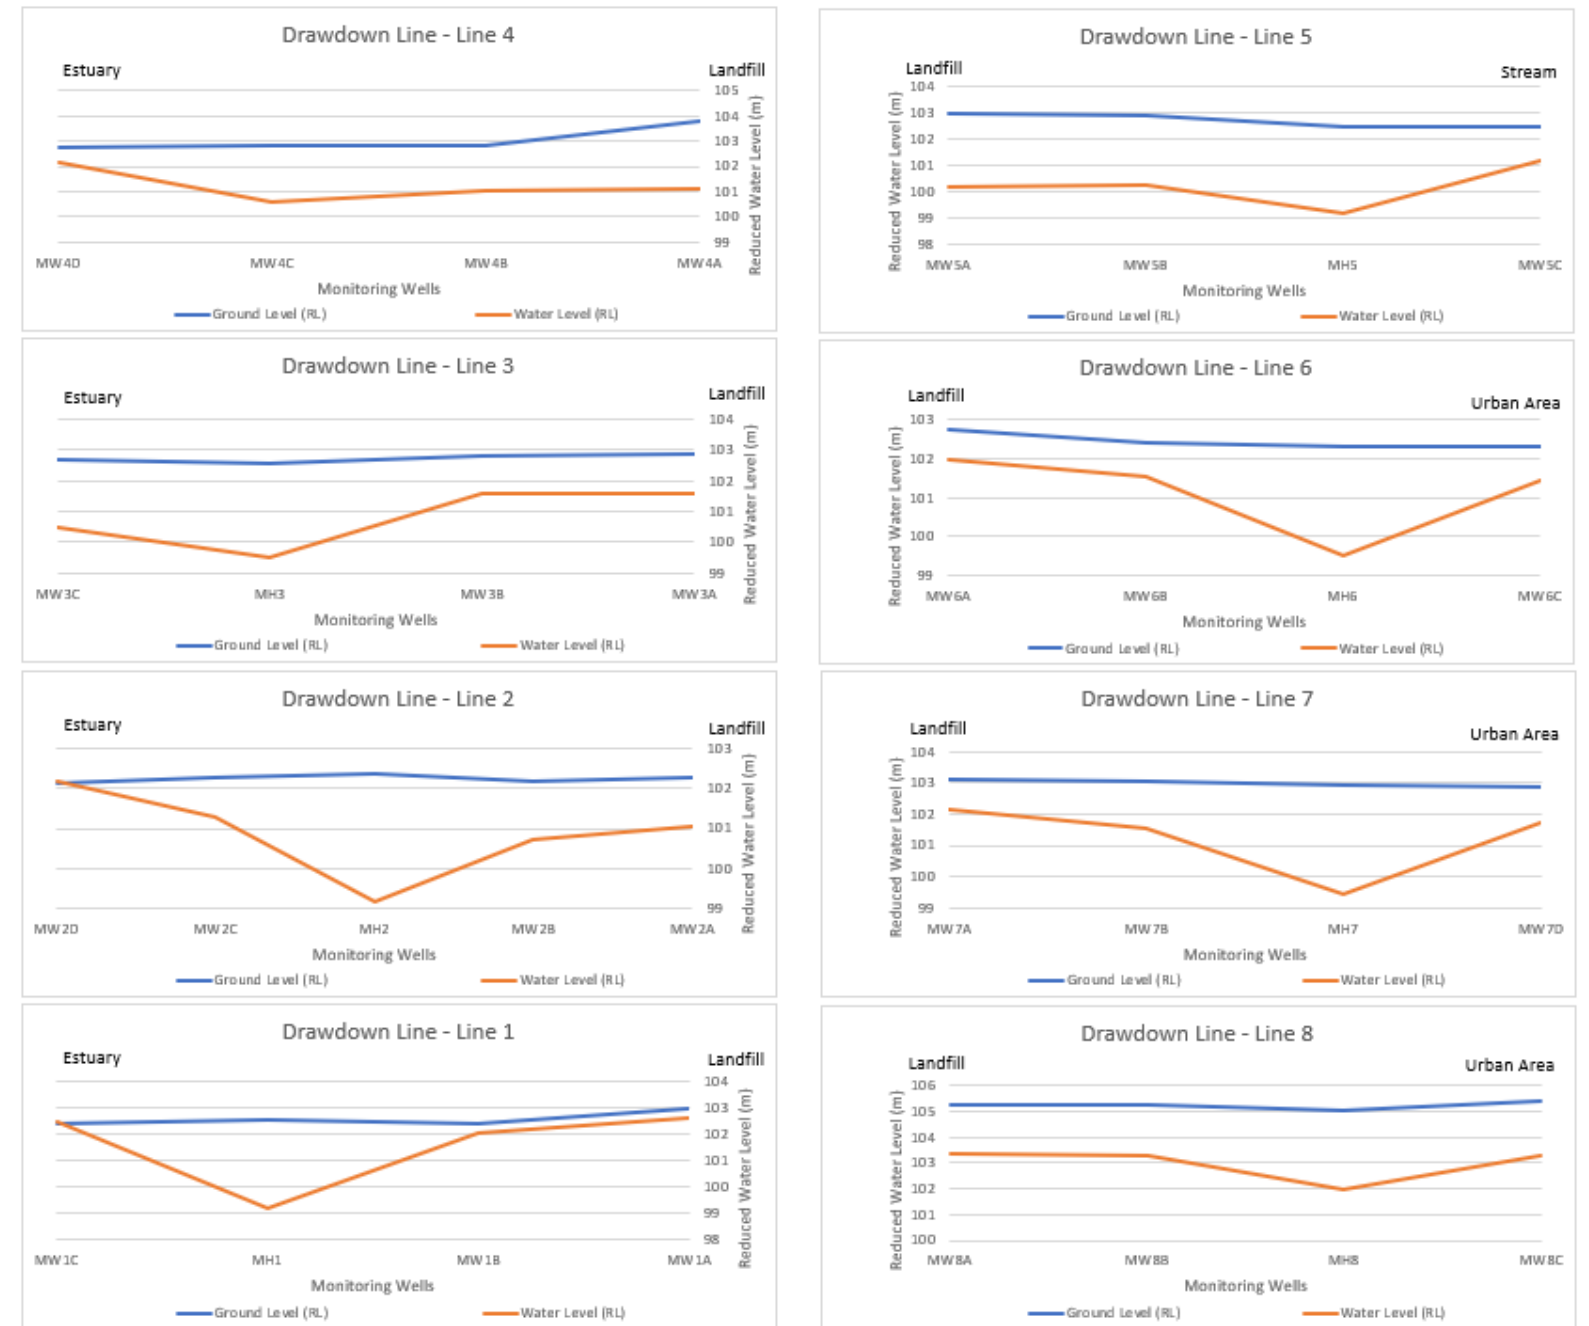 Drawdown Line - Line 4
Estuary
Landfill
105
104
103
102
101
100
99
Reduced Water Level (m)
MW4D MW4C MW4B MW4A
Monitoring Wells
Ground Level (RL) Water Level (RL)
Drawdown Line - Line 5
Landfill
Stream
104
103
102
101
100
99
98
Reduced Water Level (m)
MW5A MW5B MH5 MW5C
Monitoring Wells
Ground Level (RL) Water Level (RL)
Drawdown Line - Line 3
Estuary
Landfill
104
103
102
101
100
99
Reduced Water Level (m)
MW3C MH3 MW3B MW3A
Monitoring Wells
Ground Level (RL) Water Level (RL)
Drawdown Line - Line 6
Landfill
Urban Area
103
102
101
100
99
Reduced Water Level (m)
MW6A MW6B MH6 MW6C
Monitoring Wells
Ground Level (RL) Water Level (RL)
Drawdown Line - Line 2
Estuary
Landfill
103
102
101
100
99
Reduced Water Level (m)
MW2D MW2C MH2 MW2B MW2A
Monitoring Wells
Ground Level (RL) Water Level (RL)
Drawdown Line - Line 7
Landfill
Urban Area
104
103
102
101
100
99
Reduced Water Level (m)
MW7A MW7B MH7 MW7D
Monitoring Wells
Ground Level (RL) Water Level (RL)
Drawdown Line - Line 1
Estuary
Landfill
104
103
102
101
100
99
98
Reduced Water Level (m)
MW1C MH1 MW1B MW1A
Monitoring Wells
Ground Level (RL) Water Level (RL)
Drawdown Line - Line 8
Landfill
Urban Area
106
105
104
103
102
101
100
Reduced Water Level (m)
MW8A MW8B MH8 MW8C
Monitoring Wells
Ground Level (RL) Water Level (RL)